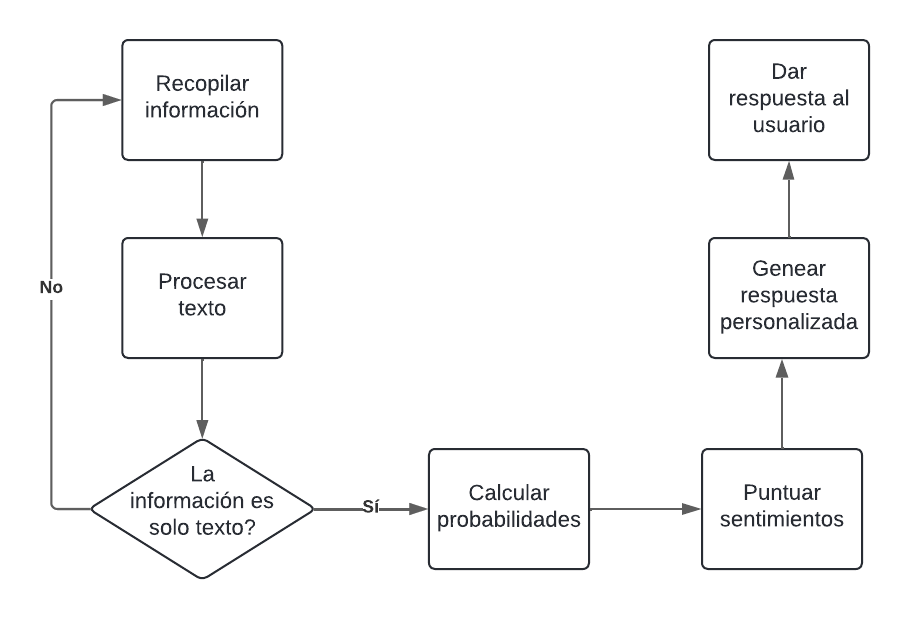 Recopilar
información
Procesar
texto
No
La
información es
solo texto?
Sí
Calcular
probabilidades
Puntuar
sentimientos
Genear
respuesta
personalizada
Dar
respuesta al
usuario